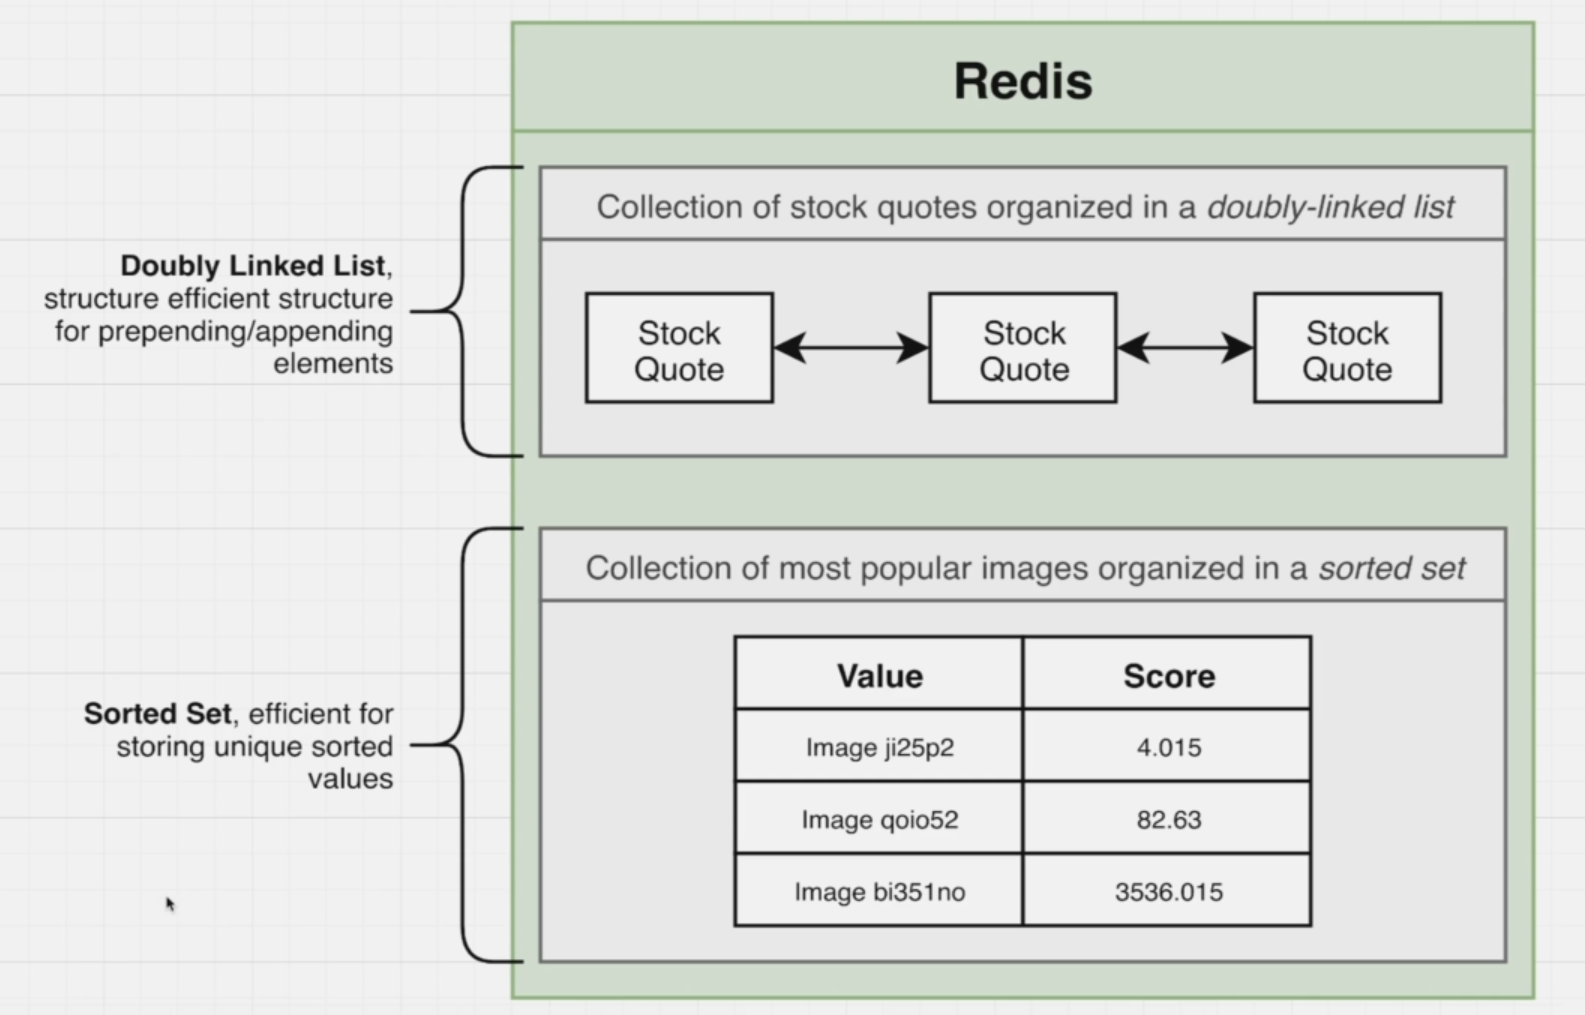 Redis
Collection of stock quotes organized in a doubly-linked list
Doubly Linked List,
structure efficient structure
for prepending/appending
elements
Stock
Quote
Stock
Quote
Stock
Quote
Collection of most popular images organized in a sorted set
Sorted Set, efficient for
storing unique sorted
values
Value Score
Image ji25p2 4.015
Image qoio52 82.63
Image bi351no 3536.015